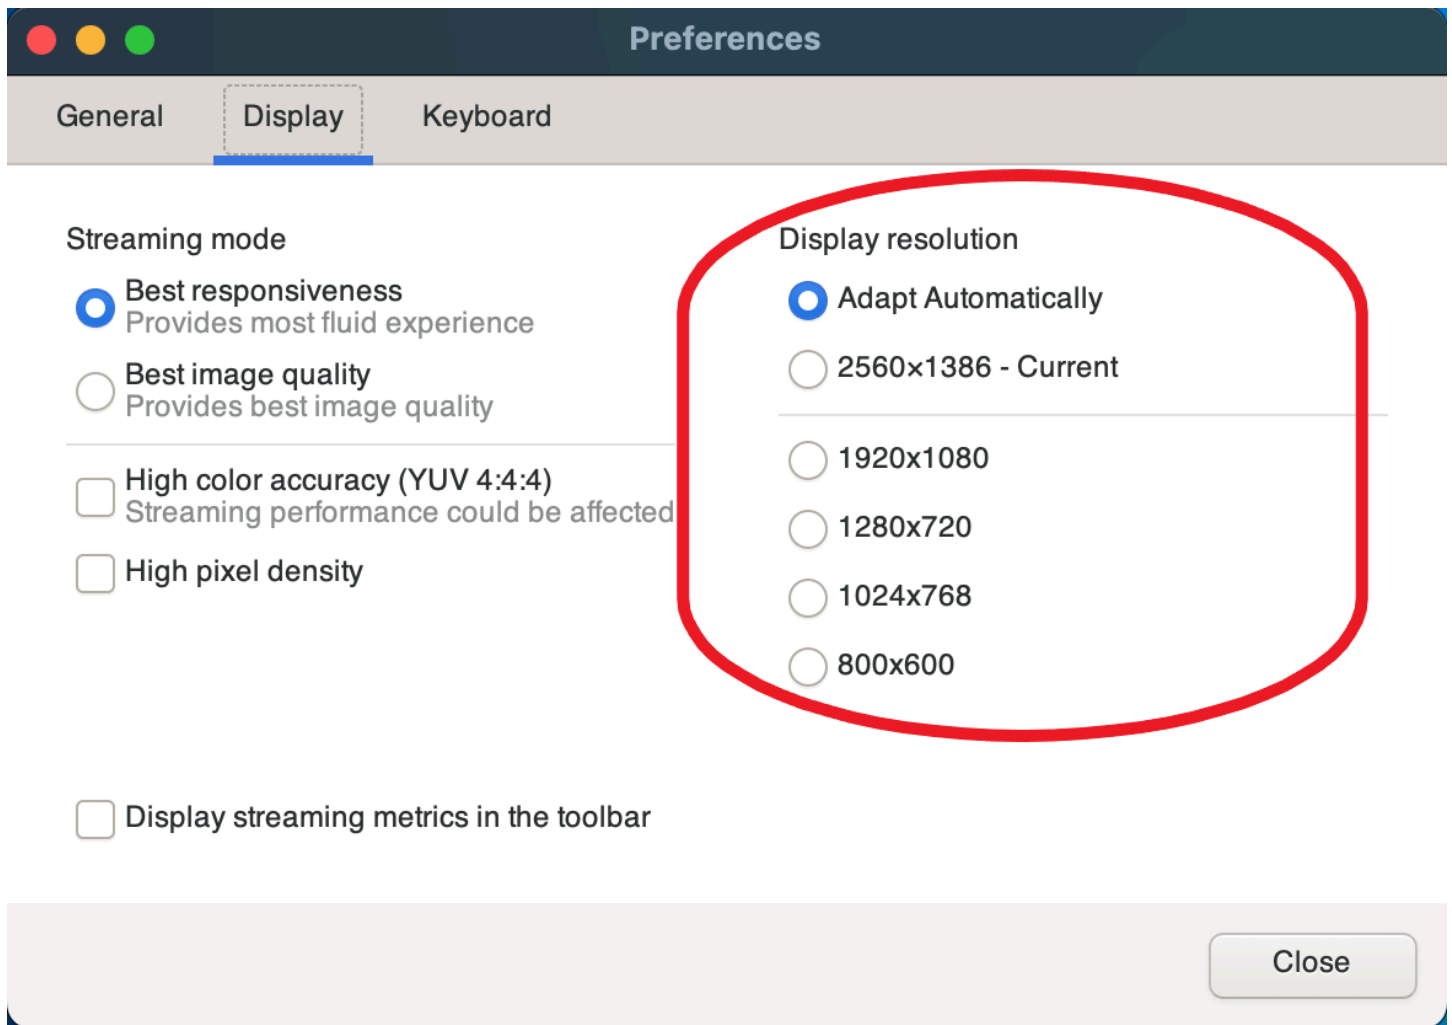 Preferences
General
Display
Keyboard
Streaming mode
Best responsiveness
Provides most fluid experience
Best image quality
Provides best image quality
High color accuracy (YUV 4:4:4)
Streaming performance could be affected
High pixel density
Display resolution
Adapt Automatically
2560×1386 - Current
1920x1080
1280x720
1024x768
800x600
Display streaming metrics in the toolbar
Close